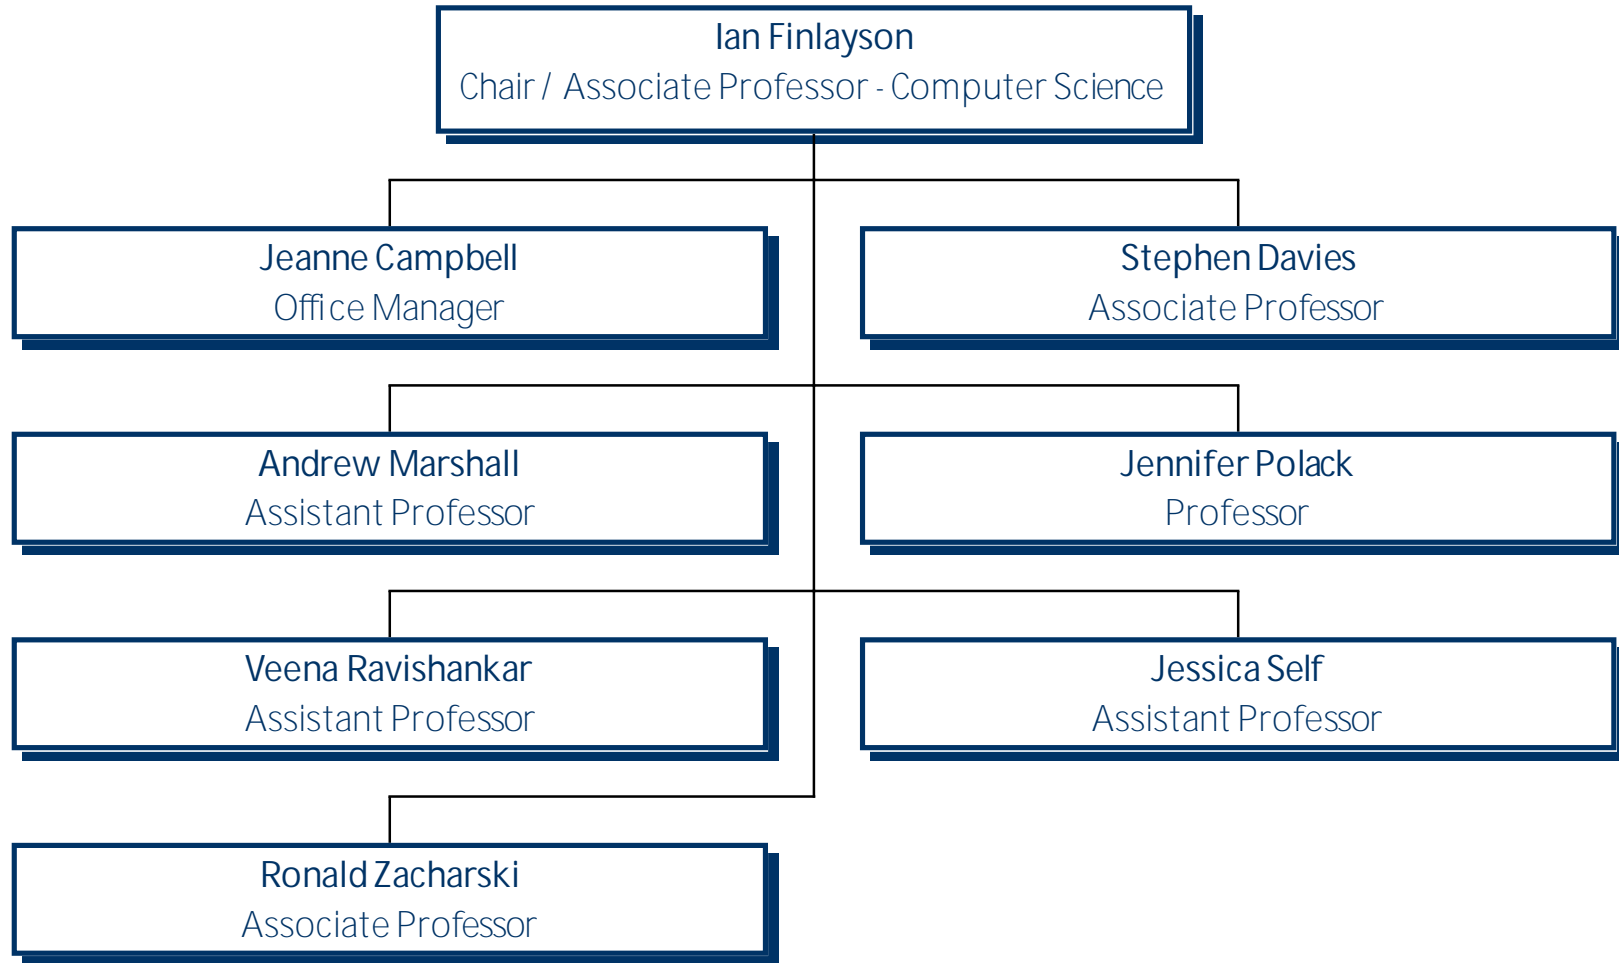 Ian Finlayson
Chair / Associate Professor - Computer Science
Jeanne Campbell
Office Manager
Stephen Davies
Associate Professor
Andrew Marshall
Assistant Professor
Jennifer Polack
Professor
Veena Ravishankar
Assistant Professor
Jessica Self
Assistant Professor
Ronald Zacharski
Associate Professor